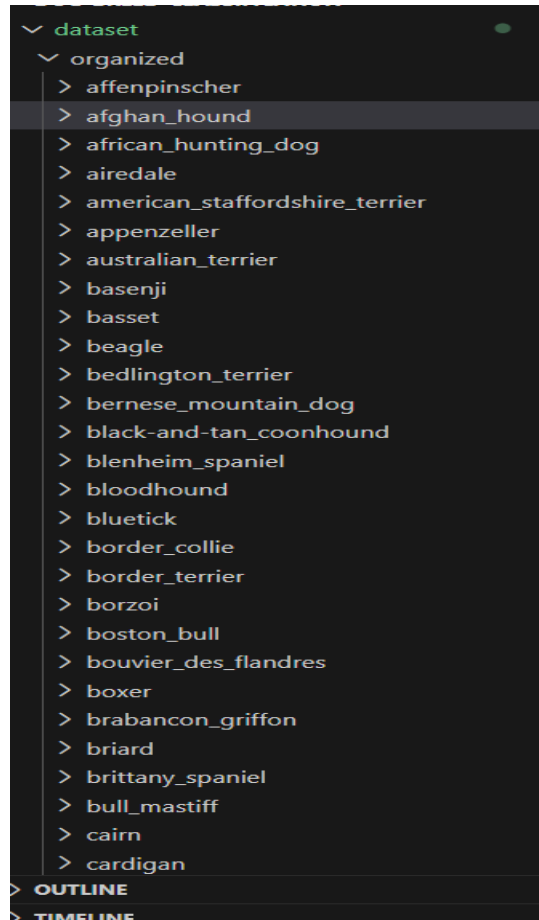 dataset
organized
affenpinscher
afghan_hound
african_hunting_dog
airedale
american_staffordshire_terrier
appenzeller
australian_terrier
basenji
basset
beagle
bedlington_terrier
bernese_mountain_dog
black-and-tan_coonhound
blenheim_spaniel
bloodhound
bluetick
border_collie
border_terrier
borzoi
boston_bull
bouvier_des_flandres
boxer
brabancon_griffon
briard
brittany_spaniel
bull_mastiff
cairn
cardigan
OUTLINE
TIMELINE